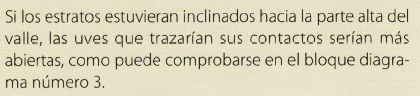 Si los estratos estuvieran inclinados hacia la parte alta del
valle, las uves que trazarían sus contactos serían más
abiertas, como puede comprobarse en el bloque diagra-
ma número 3.